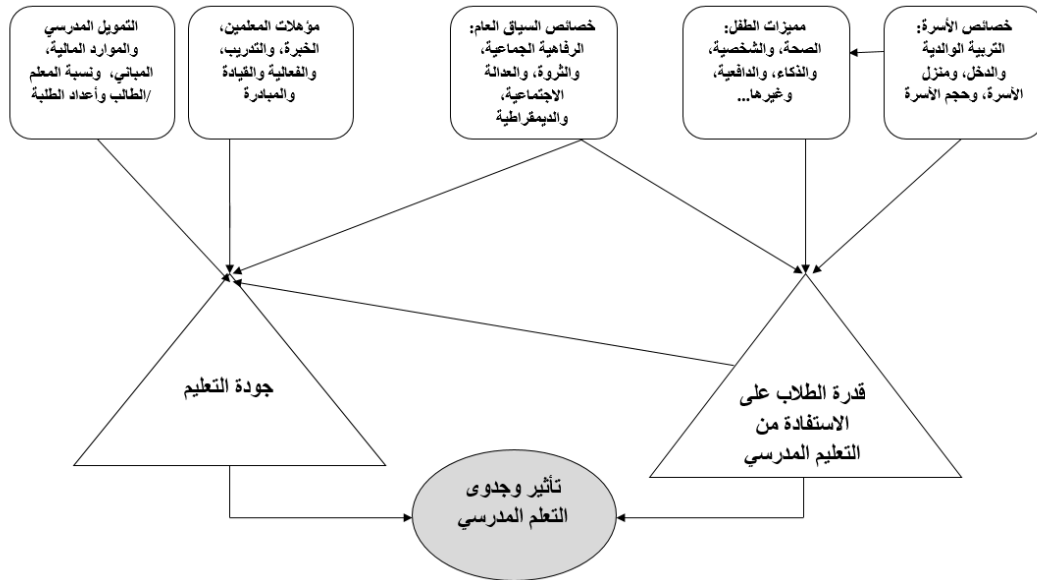 خصائص الأسرة:
التربية الوالدية
والدخل، ومنزل
الأسرة، وحجم الأسرة
مميزات الطفل:
الصحة، والشخصية،
والذكاء، والدافعية،
وغيرها...
خصائص السياق العام:
الرفاهية الجماعية،
والثروة، والعدالة
الاجتماعية،
والديمقراطية
مؤهلات المعلمين،
الخبرة، والتدريب،
والفعالية والقيادة
والمبادرة
التمويل المدرسي
والموارد المالية،
المباني، ونسبة المعلم
/الطالب وأعداد الطلبة
قدرة الطلاب على
الاستفادة من
التعليم المدرسي
جودة التعليم
تأثير وجدوى
التعلم المدرسي